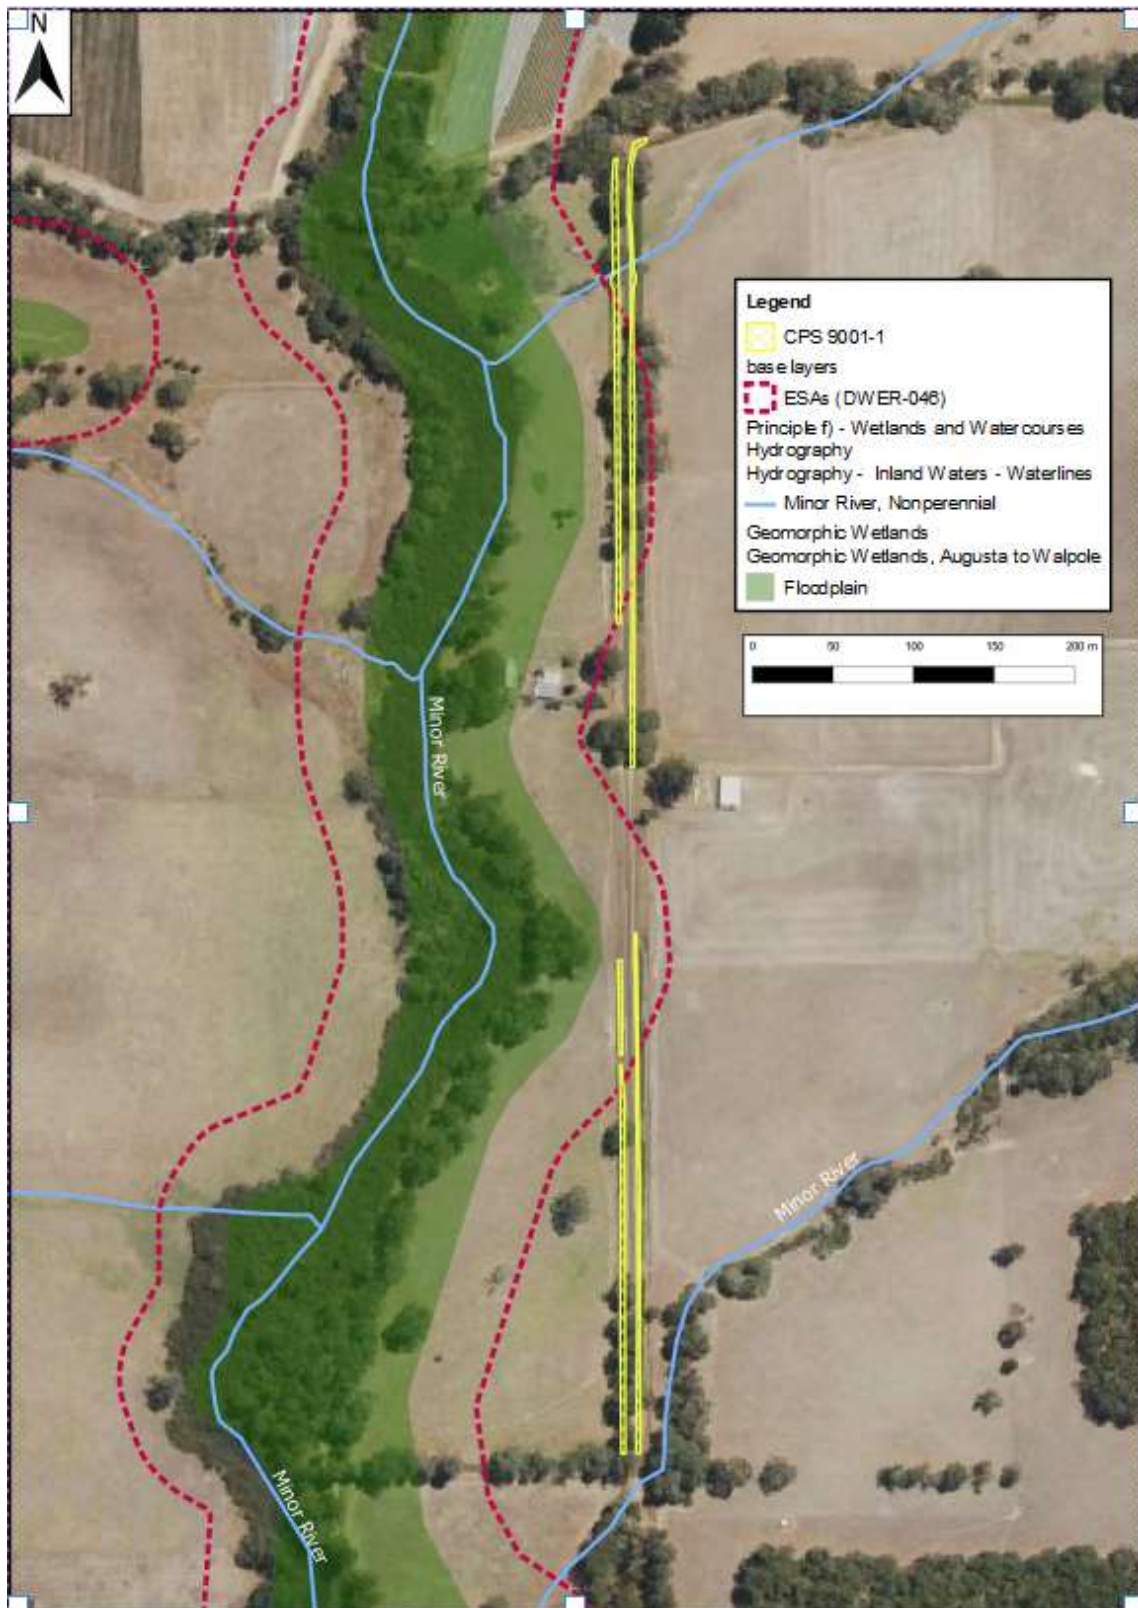 N
Legend
CPS 9001-1
base layers
ESAs (DWER-046)
Principle f) - Wetlands and Watercourses
Hydrography
Hydrography - Inland Waters - Waterlines
Minor River, Nonperennial
Geomorphic Wetlands
Geomorphic Wetlands, Augusta to Walpole
Floodplain
0 50 100 150 200 m
Minor River
Minor River
Minor River